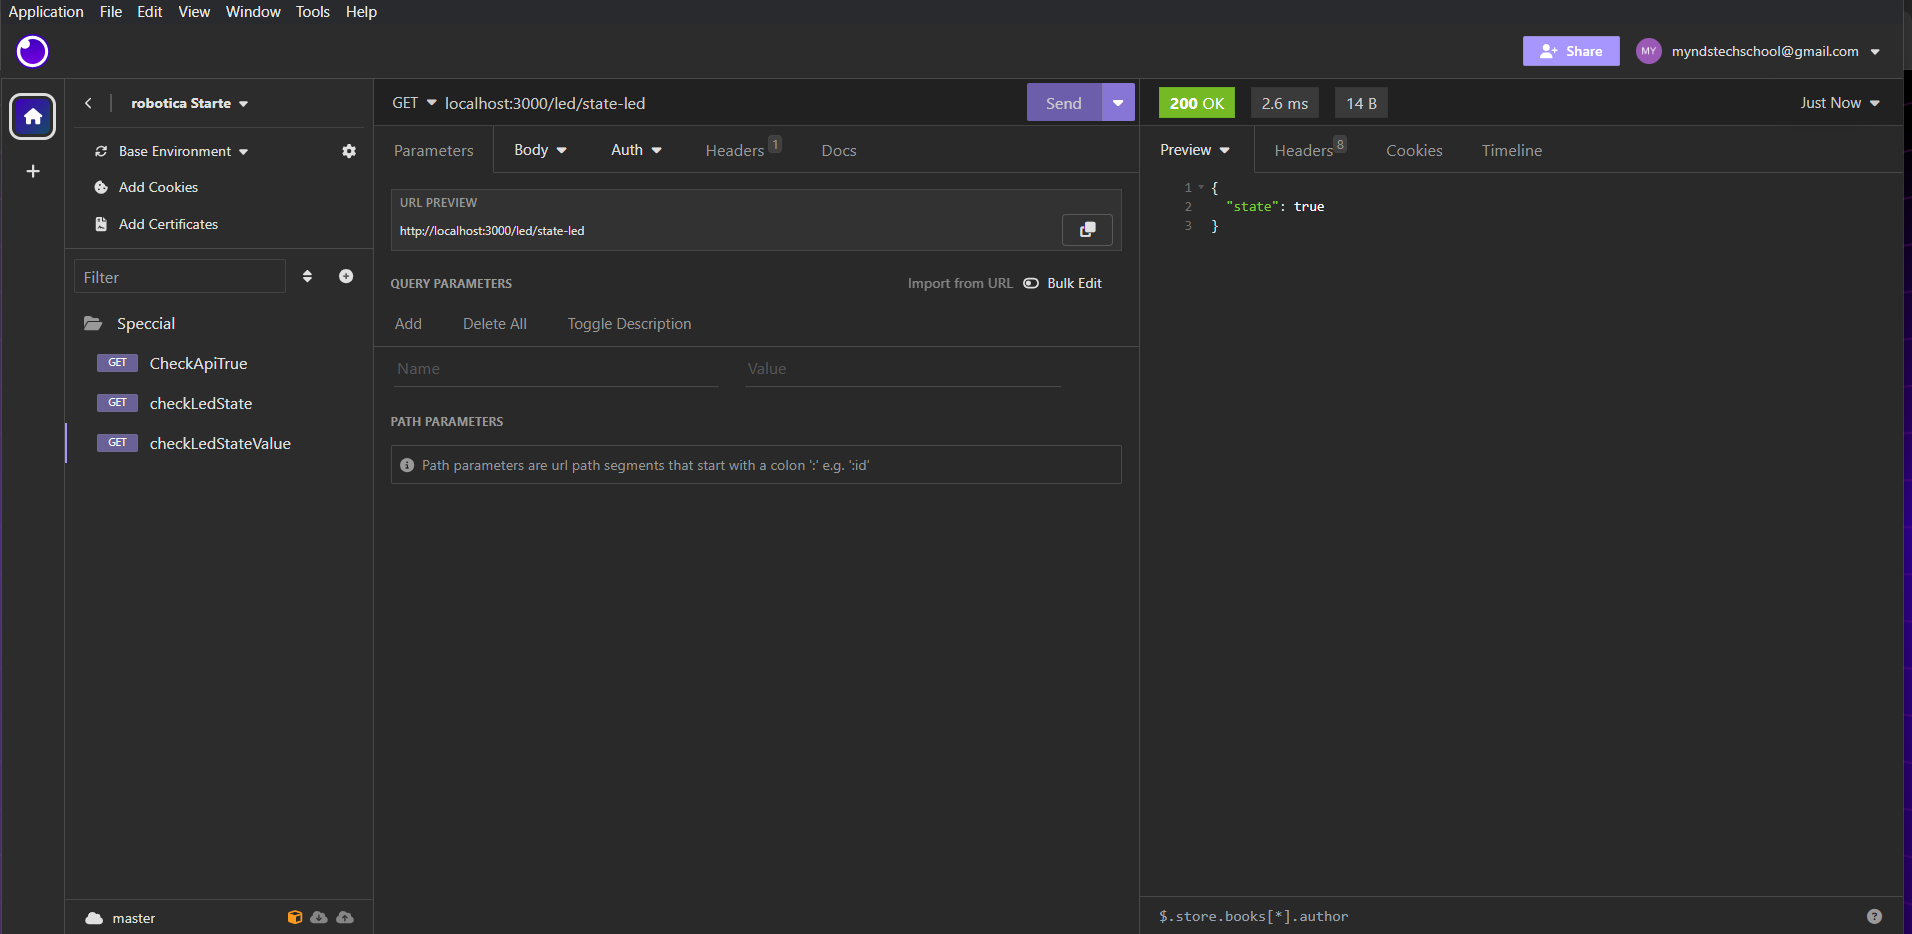 Application File Edit View Window Tools Help
Share MY myndstechschool@gmail.com
robotica Starte
Base Environment
Add Cookies
Add Certificates
Filter
Speccial
GET CheckApiTrue
GET checkLedState
GET checkLedStateValue
master
GET localhost:3000/led/state-led Send
Parameters Body Auth Headers 1 Docs
URL PREVIEW
http://localhost:3000/led/state-led
QUERY PARAMETERS Import from URL Bulk Edit
Add Delete All Toggle Description
Name Value
PATH PARAMETERS
Path parameters are url path segments that start with a colon ':' e.g. ':id'
200 OK 2.6 ms 14 B Just Now
Preview Headers 8 Cookies Timeline
1 {
2 "state": true
3 }
$.store.books[*].author